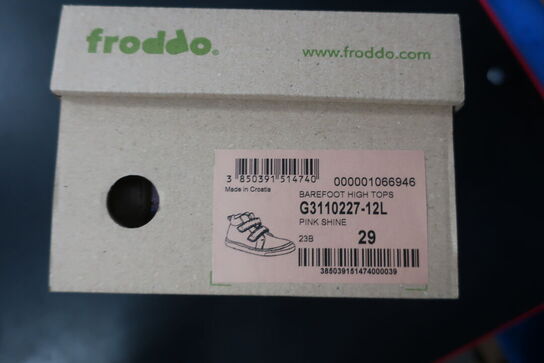 froddo®
www.froddo.com
3 850391 514740
000001066946
Made in Croatia
BAREFOOT HIGH TOPS
G3110227-12L
PINK SHINE
23B
29
385039151474000039